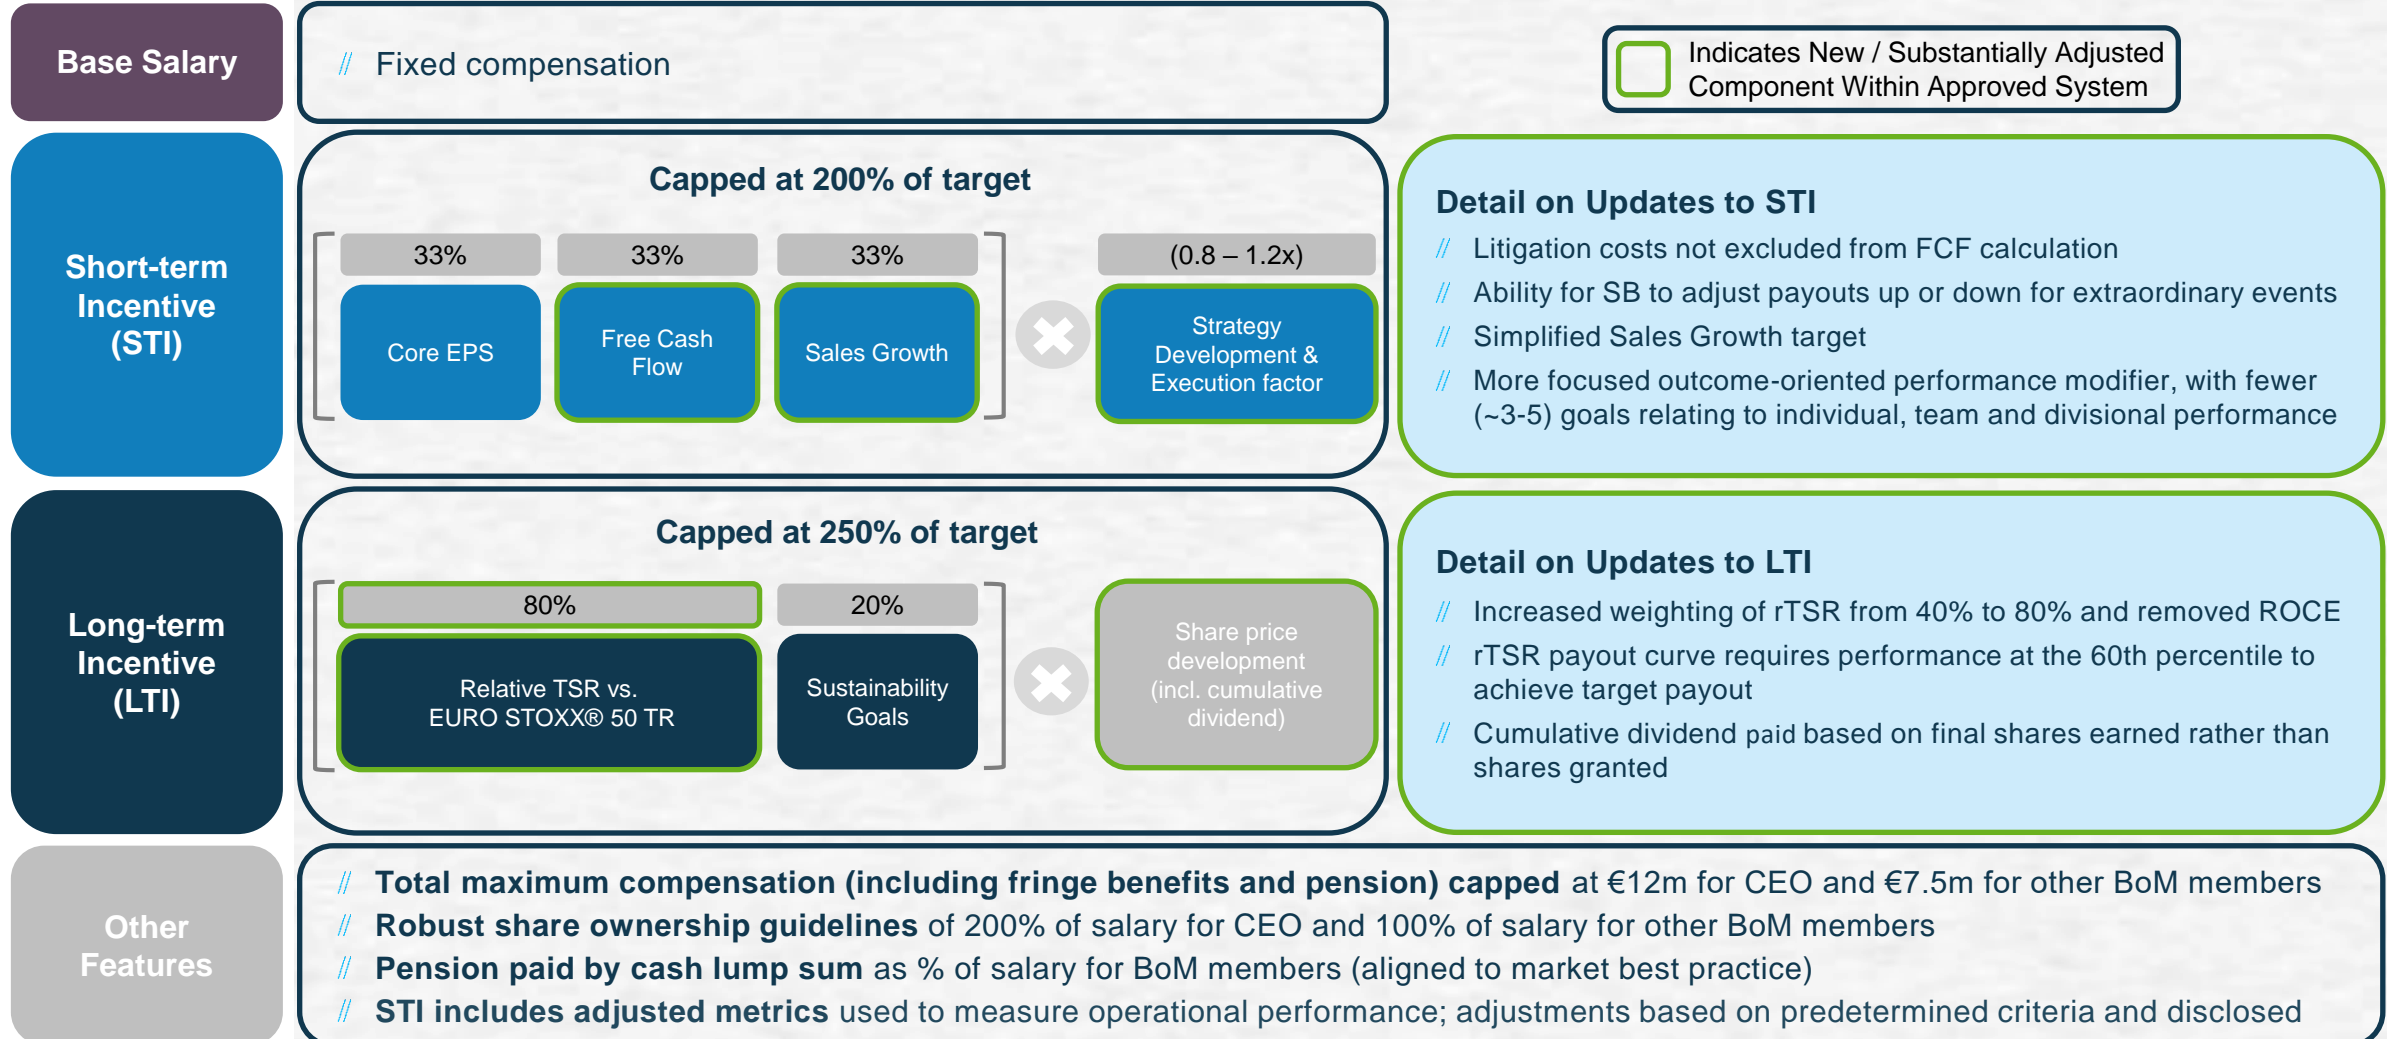 Base Salary
// Fixed compensation
Indicates New / Substantially Adjusted
Component Within Approved System
Short-term
Incentive
(STI)
Capped at 200% of target
33%
33%
33%
(0.8 – 1.2x)
Core EPS
Free Cash
Flow
Sales Growth
Strategy
Development &
Execution factor
Detail on Updates to STI
// Litigation costs not excluded from FCF calculation
// Ability for SB to adjust payouts up or down for extraordinary events
// Simplified Sales Growth target
// More focused outcome-oriented performance modifier, with fewer
(~3-5) goals relating to individual, team and divisional performance
Long-term
Incentive
(LTI)
Capped at 250% of target
80%
20%
Relative TSR vs.
EURO STOXX® 50 TR
Sustainability
Goals
Share price
development
(incl. cumulative
dividend)
Detail on Updates to LTI
// Increased weighting of rTSR from 40% to 80% and removed ROCE
// rTSR payout curve requires performance at the 60th percentile to
achieve target payout
// Cumulative dividend paid based on final shares earned rather than
shares granted
Other
Features
// Total maximum compensation (including fringe benefits and pension) capped at €12m for CEO and €7.5m for other BoM members
// Robust share ownership guidelines of 200% of salary for CEO and 100% of salary for other BoM members
// Pension paid by cash lump sum as % of salary for BoM members (aligned to market best practice)
// STI includes adjusted metrics used to measure operational performance; adjustments based on predetermined criteria and disclosed